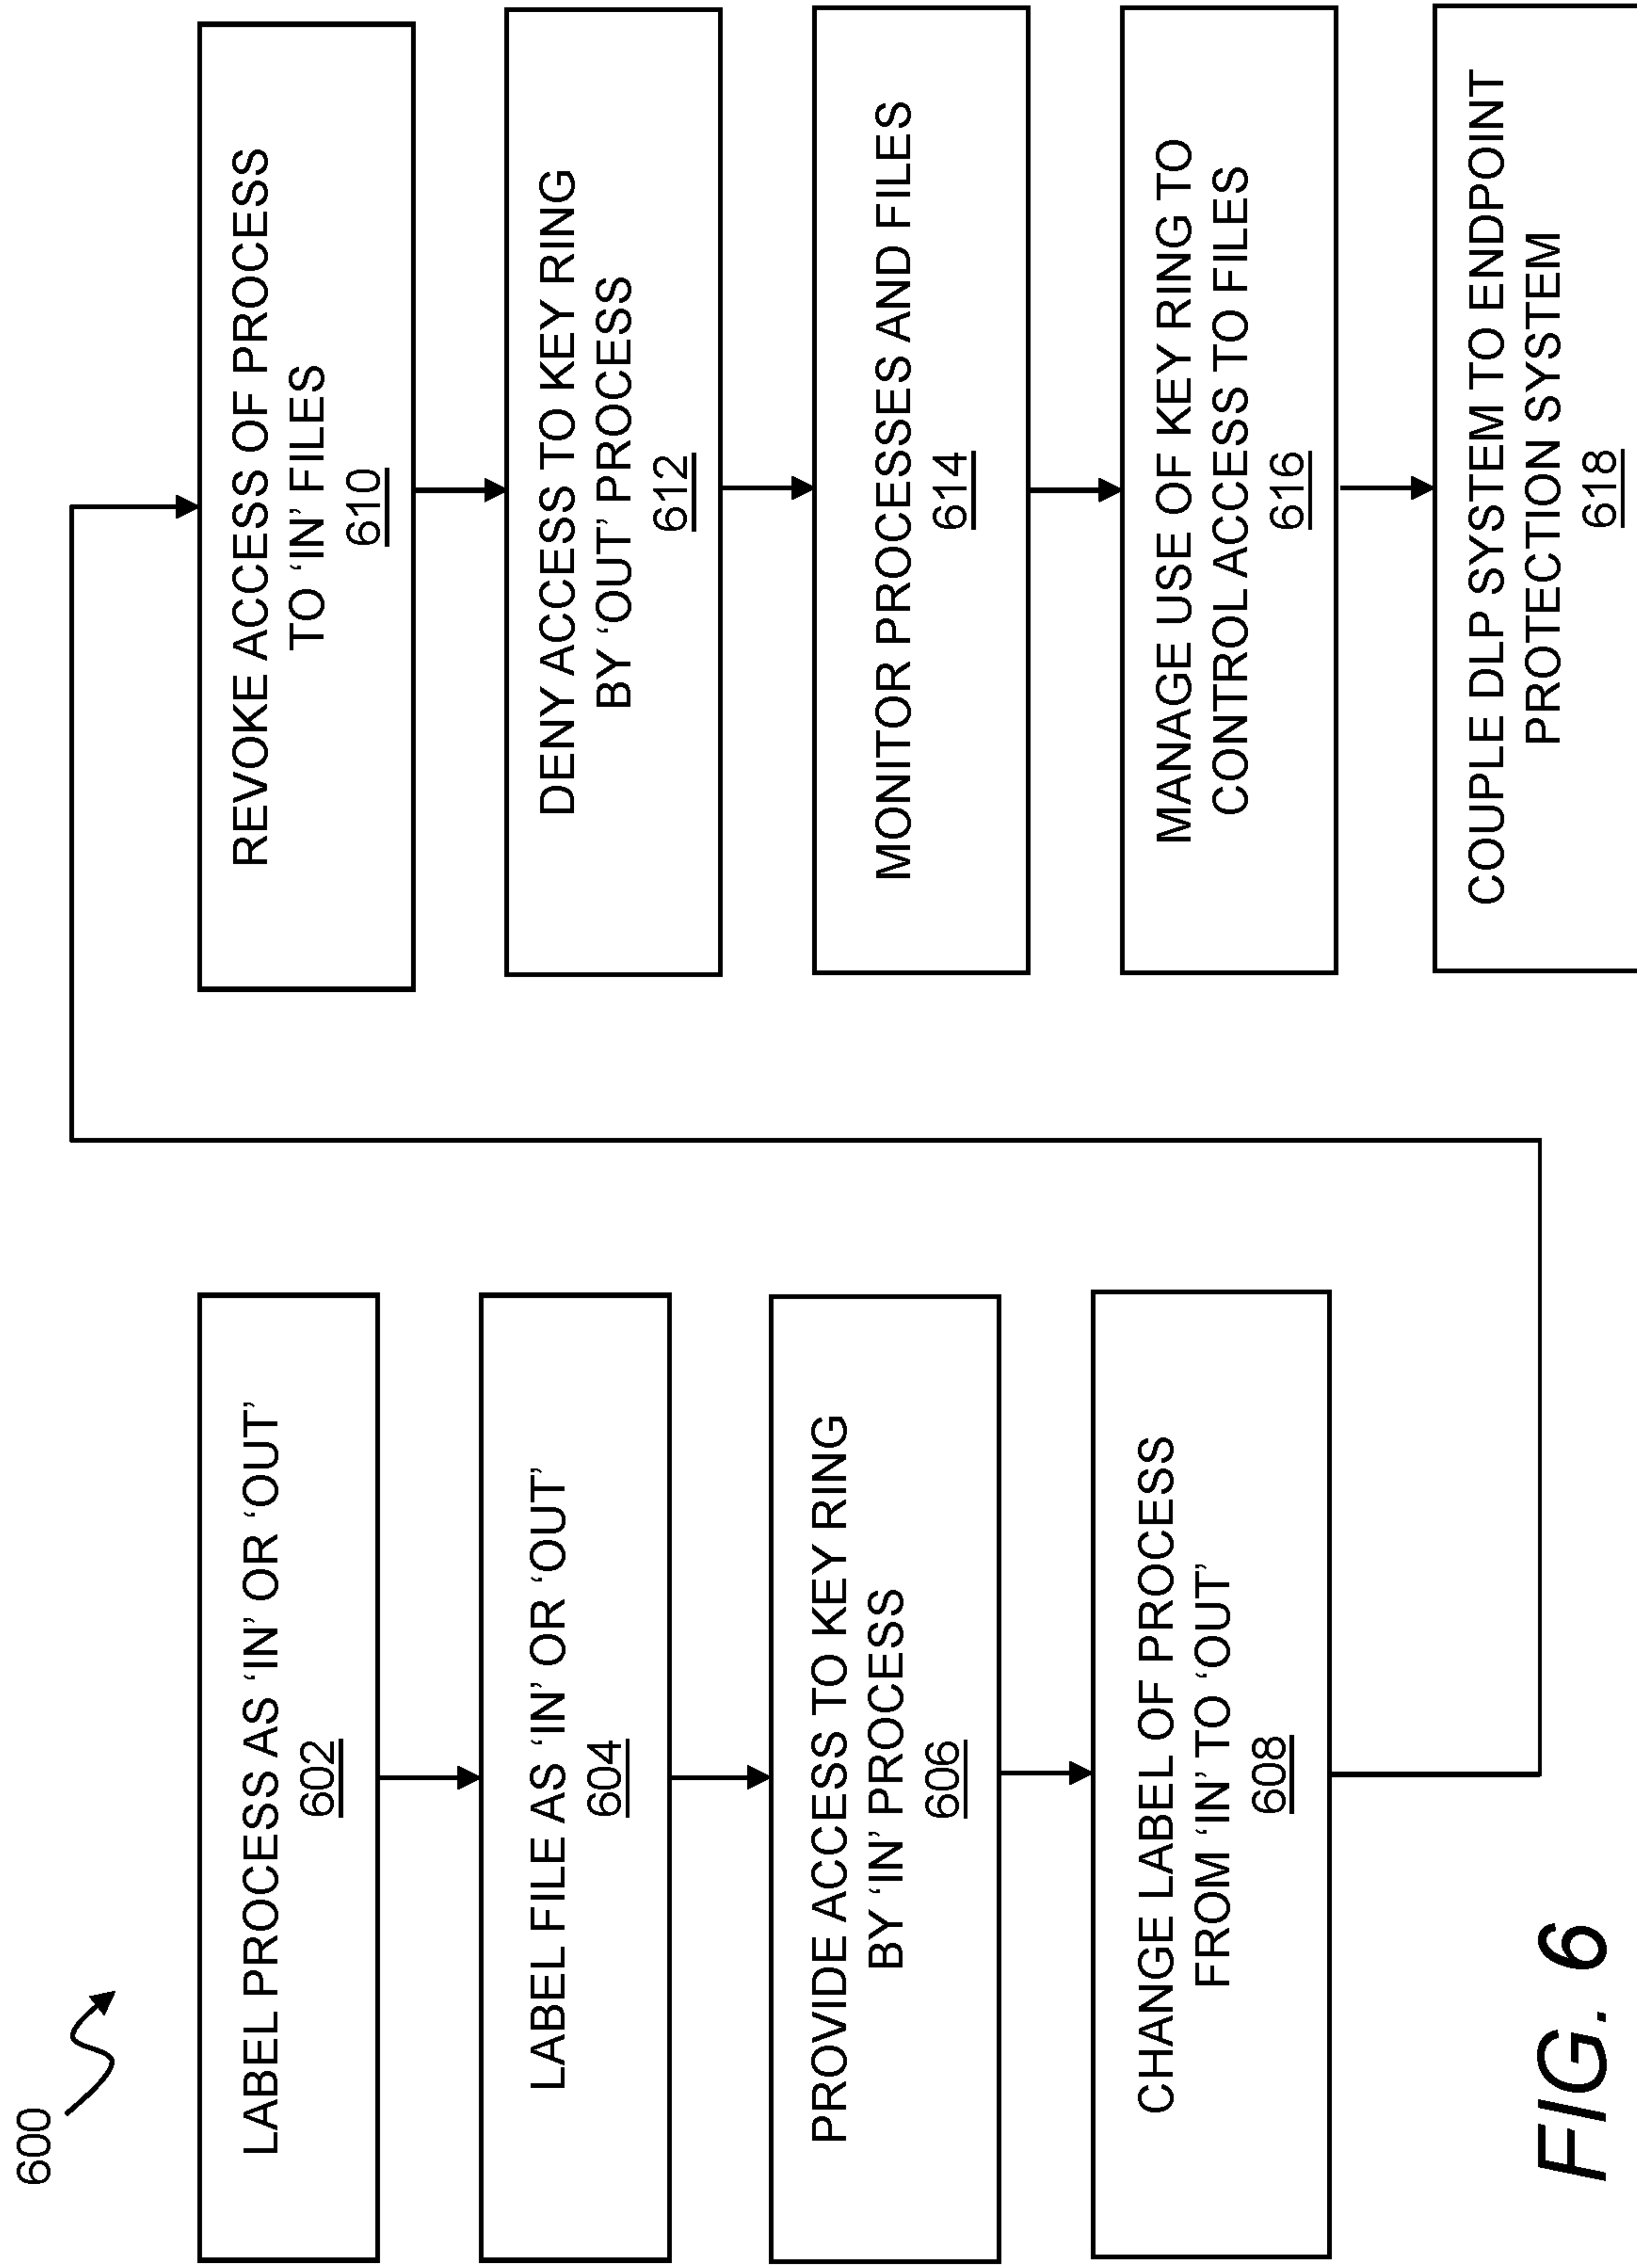 600
LABEL PROCESS AS ‘IN’ OR ‘OUT’
602
LABEL FILE AS ‘IN’ OR ‘OUT’
604
PROVIDE ACCESS TO KEY RING
BY ‘IN’ PROCESS
606
CHANGE LABEL OF PROCESS
FROM ‘IN’ TO ‘OUT’
608
REVOKE ACCESS OF PROCESS
TO ‘IN’ FILES
610
DENY ACCESS TO KEY RING
BY ‘OUT’ PROCESS
612
MONITOR PROCESSES AND FILES
614
MANAGE USE OF KEY RING TO
CONTROL ACCESS TO FILES
616
COUPLE DLP SYSTEM TO ENDPOINT
PROTECTION SYSTEM
618
FIG. 6